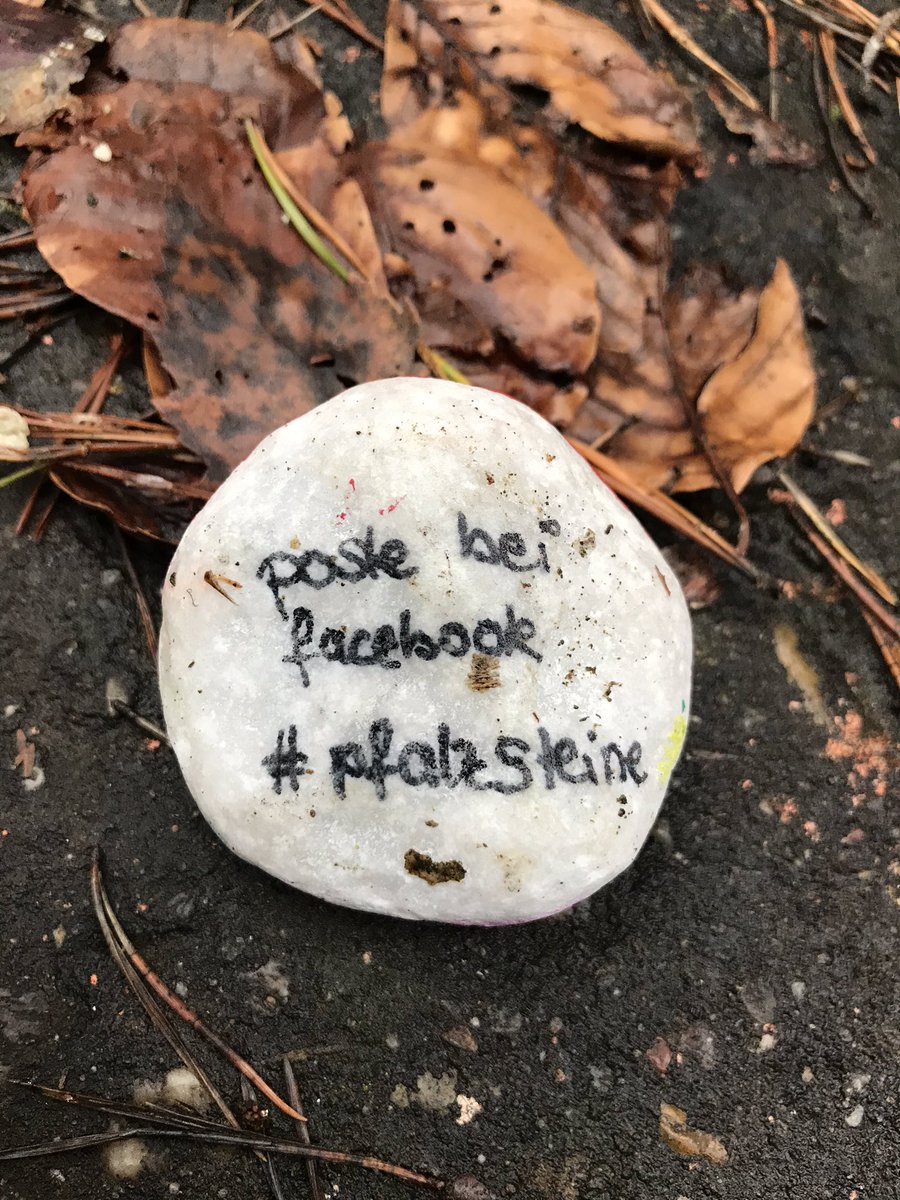 poste bei
facebook
#pfalzsteine